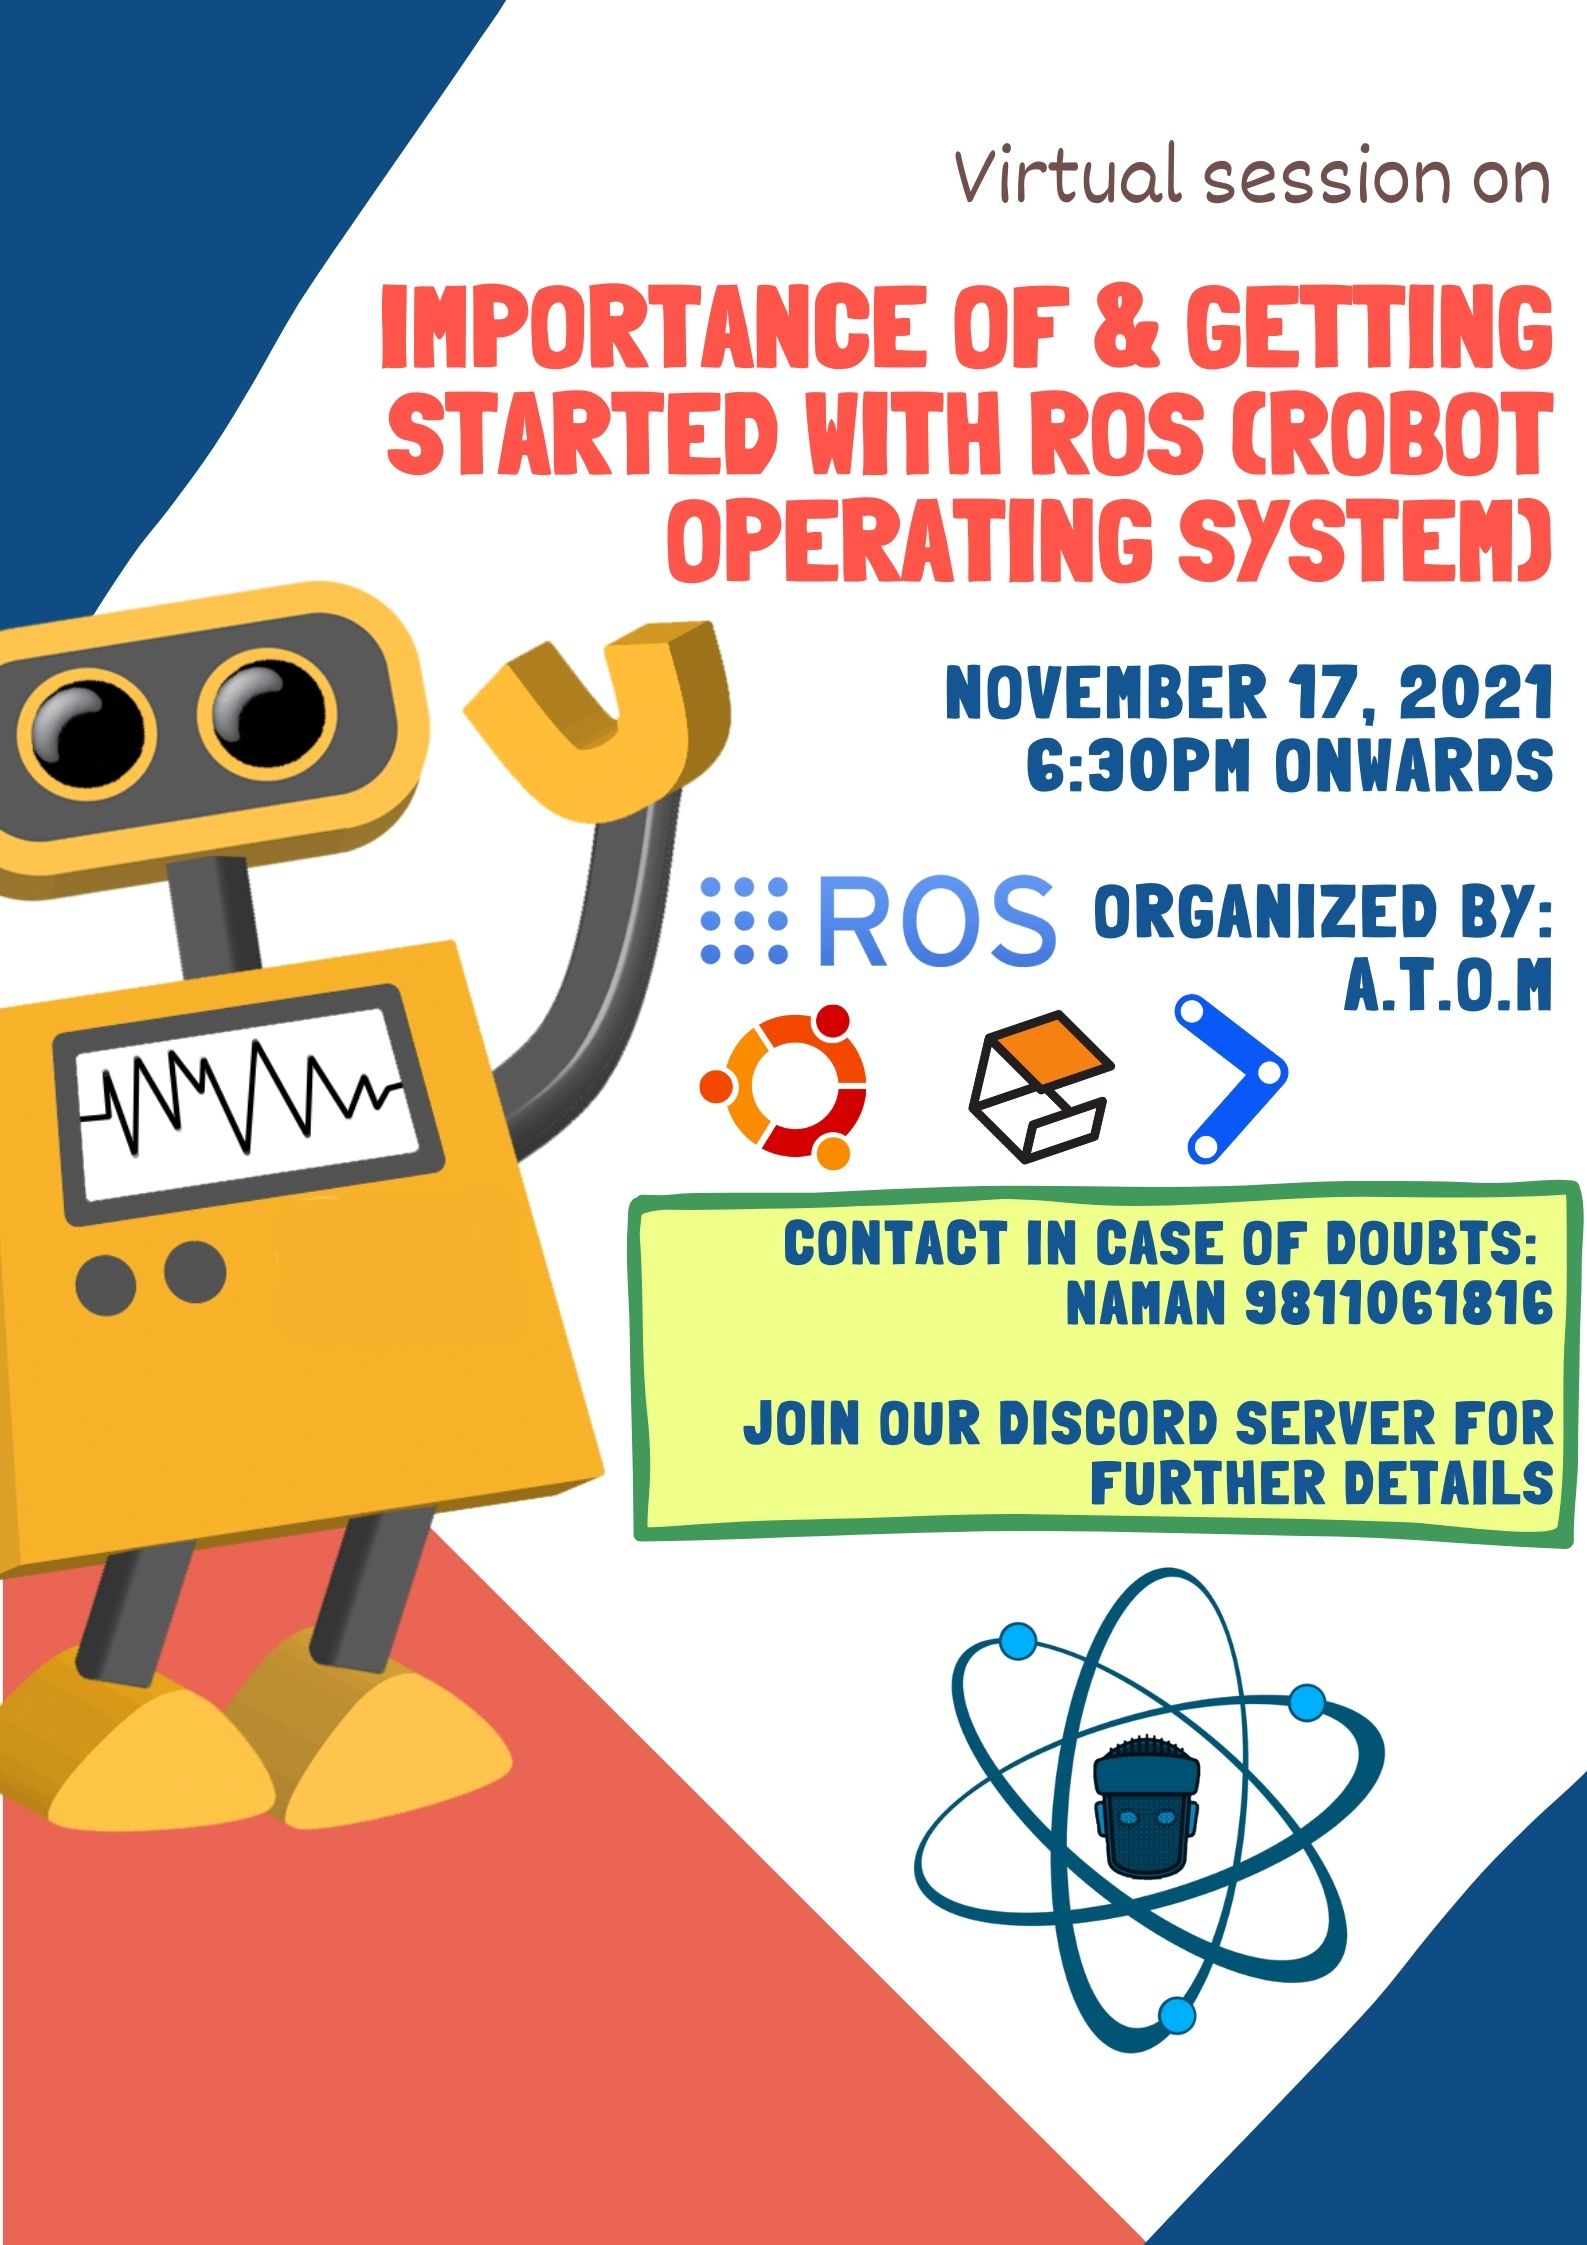 Virtual session on
IMPORTANCE OF & GETTING
STARTED WITH ROS (ROBOT
OPERATING SYSTEM)
NOVEMBER 17, 2021
6:30PM ONWARDS
ROS
ORGANIZED BY:
A.T.O.M
CONTACT IN CASE OF DOUBTS:
NAMAN 9811061816
JOIN OUR DISCORD SERVER FOR
FURTHER DETAILS